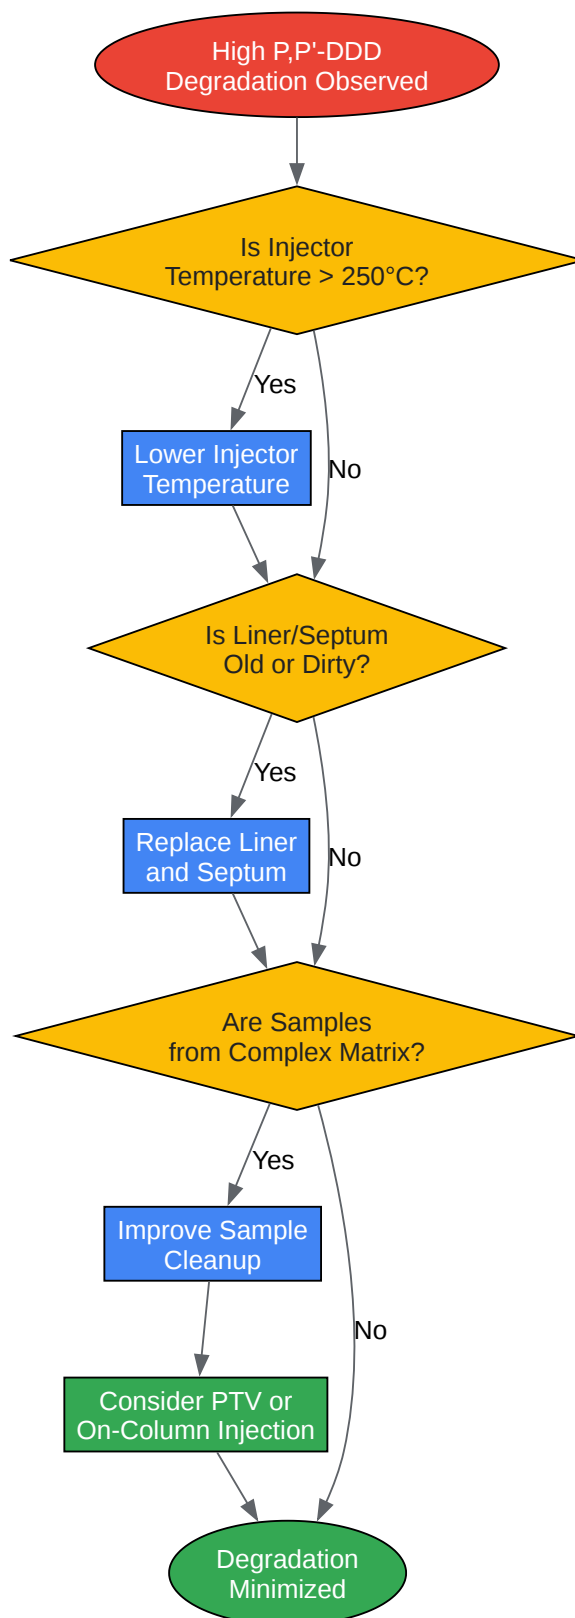 High P,P'-DDD
Degradation Observed
Is Injector
Temperature > 250°C?
Yes
No
Lower Injector
Temperature
Is Liner/Septum
Old or Dirty?
Yes
No
Replace Liner
and Septum
Are Samples
from Complex Matrix?
Yes
No
Improve Sample
Cleanup
Consider PTV or
On-Column Injection
Degradation
Minimized